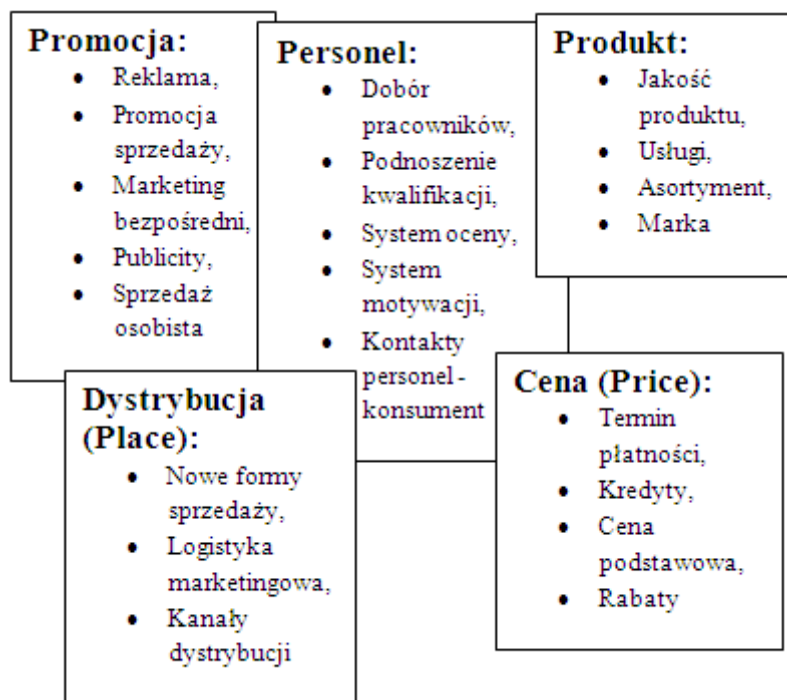 Promocja:
• Reklama,
• Promocja
sprzedaży,
• Marketing
bezpośredni,
• Publicity,
• Sprzedaż
osobista
Personel:
• Dobór
pracowników,
• Podnoszenie
kwalifikacji,
• System oceny,
• System
motywacji,
• Kontakty
personel -
konsument
Produkt:
• Jakość
produktu,
• Usługi,
• Asortyment,
• Marka
Dystrybucja
(Place):
• Nowe formy
sprzedaży,
• Logistyka
marketingowa,
• Kanały
dystrybucji
Cena (Price):
• Termin
płatności,
• Kredyty,
• Cena
podstawowa,
• Rabaty